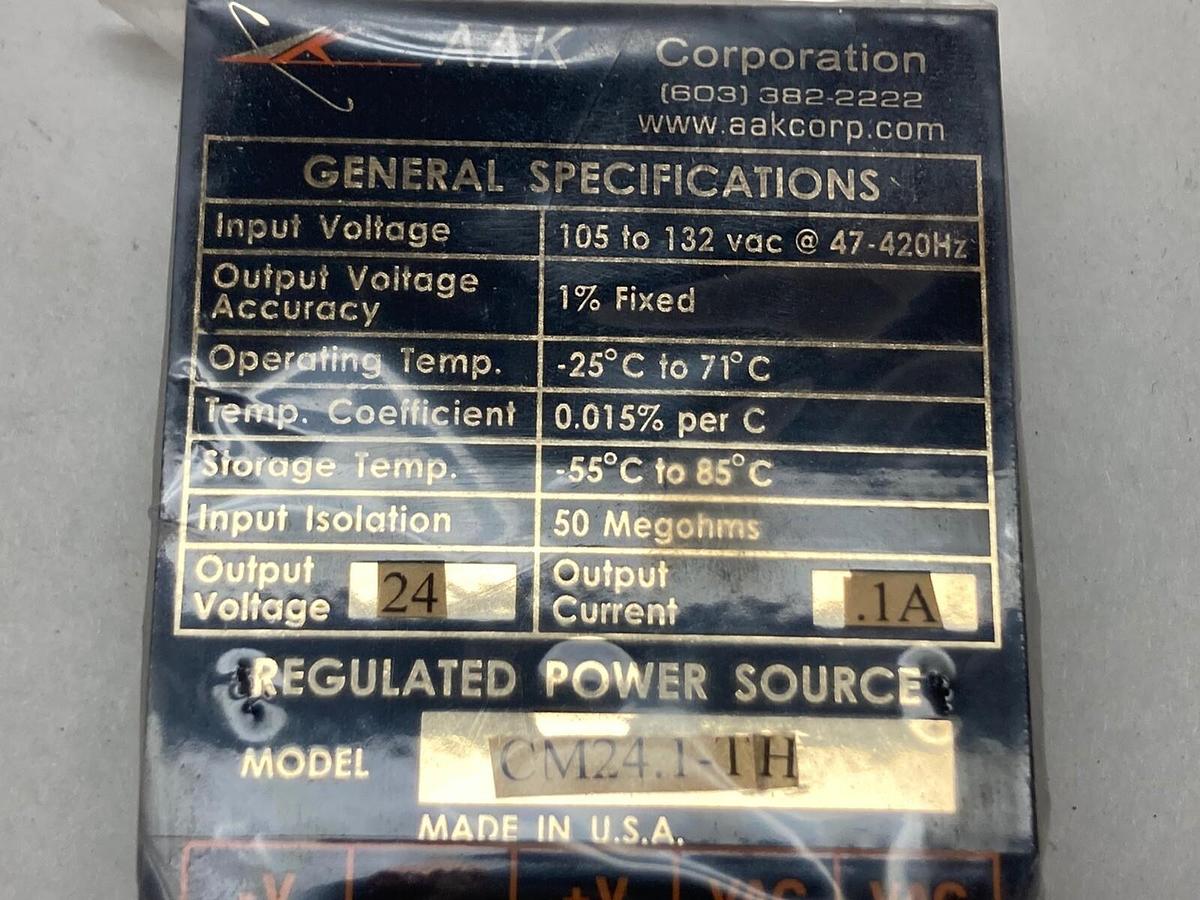 AAK Corporation
(603) 382-2222
www.aakcorp.com
GENERAL SPECIFICATIONS
Input Voltage 105 to 132 vac @ 47-420Hz
Output Voltage
Accuracy
1% Fixed
Operating Temp. -25°C to 71°C
Temp. Coefficient 0.015% per C
Storage Temp. -55°C to 85°C
Input Isolation 50 Megohms
Output
Voltage
24
Output
Current
.1A
REGULATED POWER SOURCE
MODEL CM24.1-TH
MADE IN U.S.A.
-V +V VAC VAC